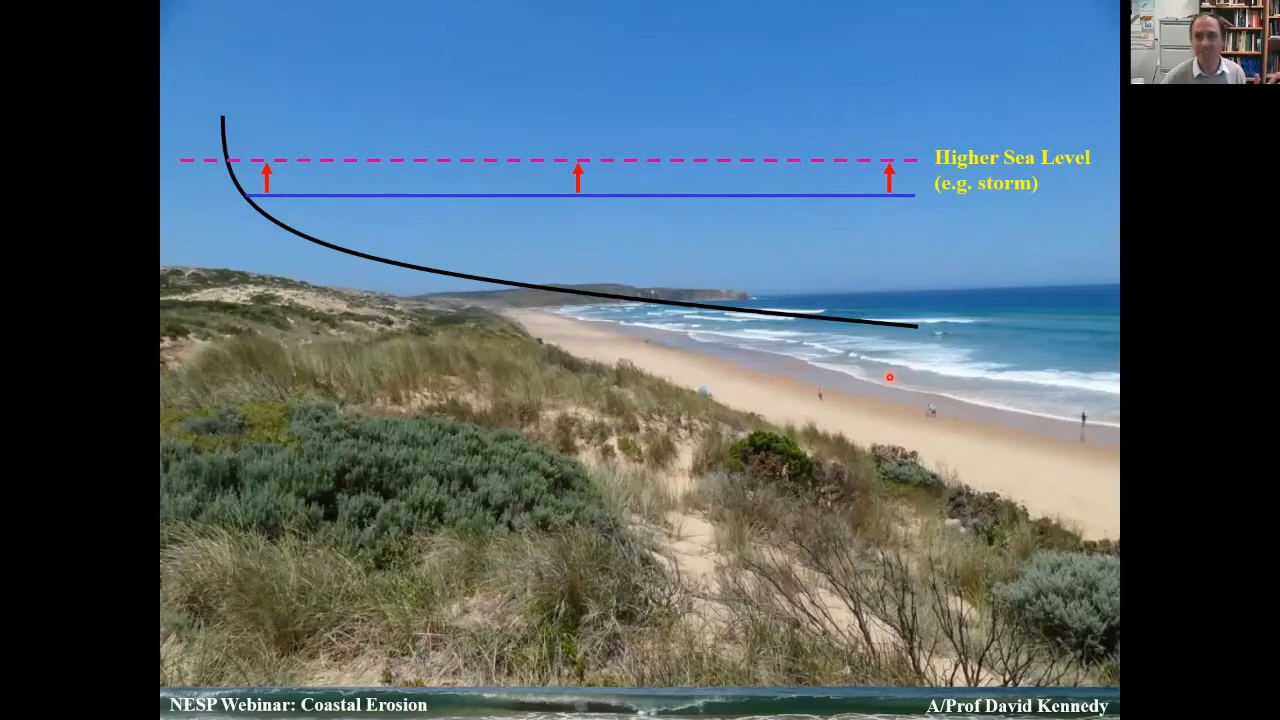 Higher Sea Level
(e.g. storm)
NESP Webinar: Coastal Erosion
A/Prof David Kennedy